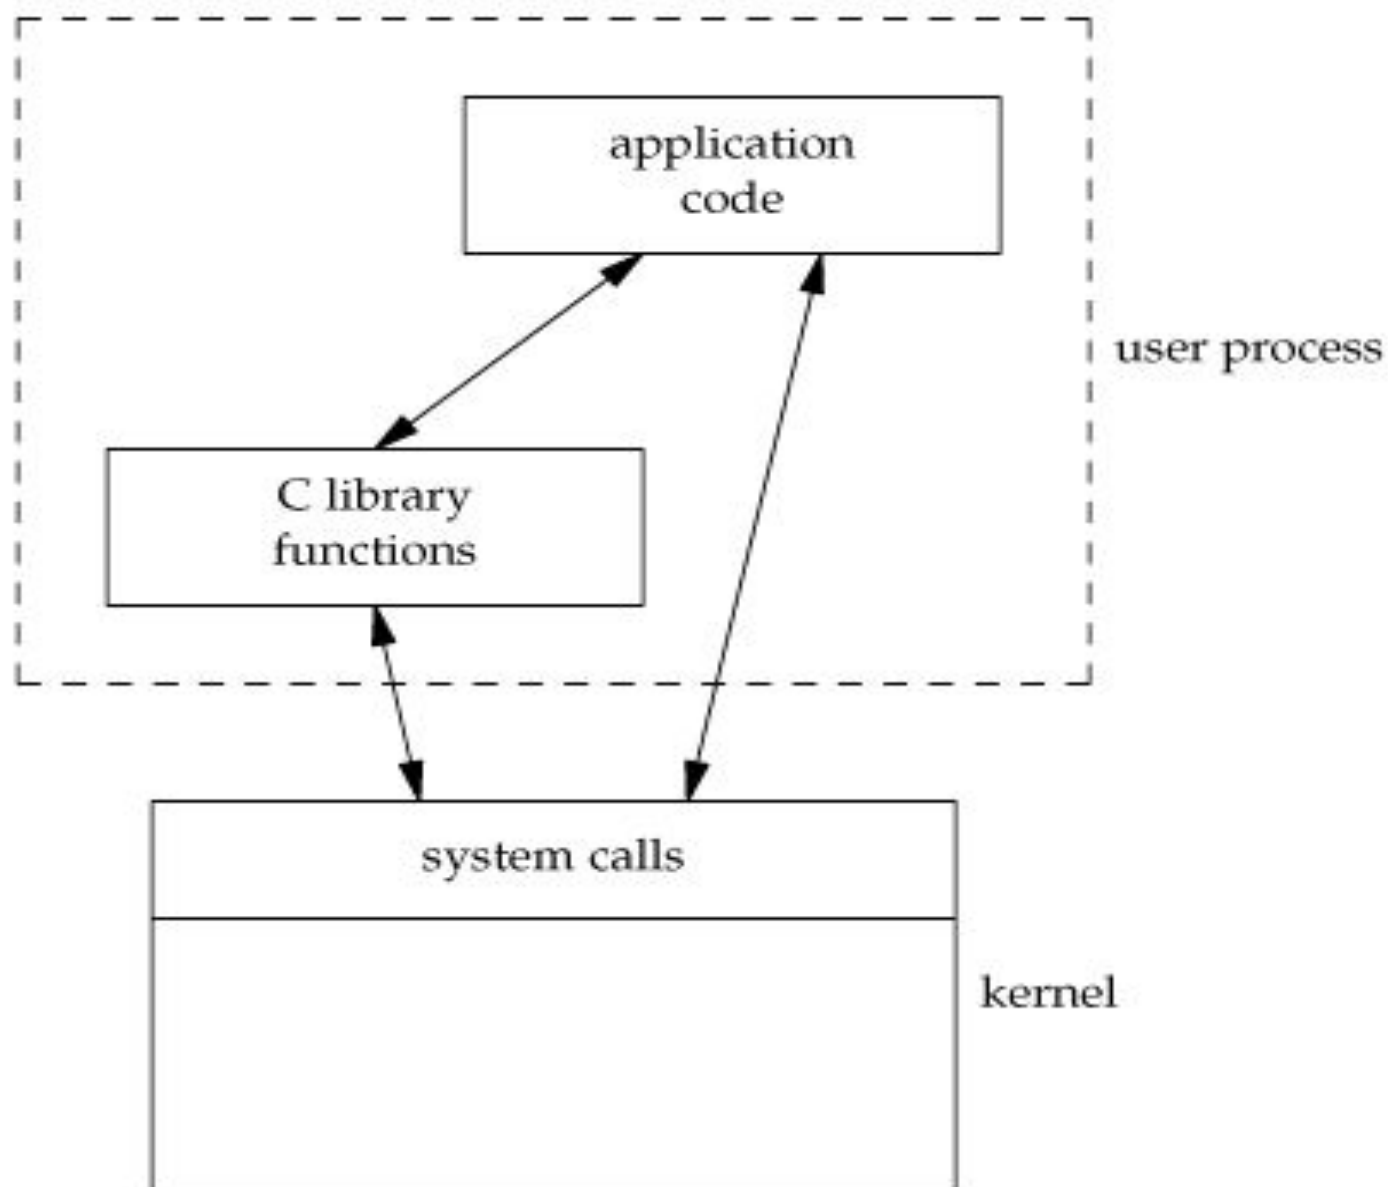 application
code
user process
C library
functions
system calls
kernel